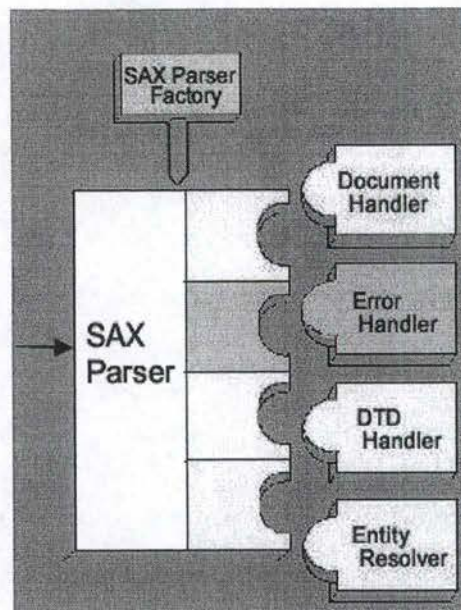 SAX Parser
Factory
Document
Handler
SAX
Parser
Error
Handler
DTD
Handler
Entity
Resolver